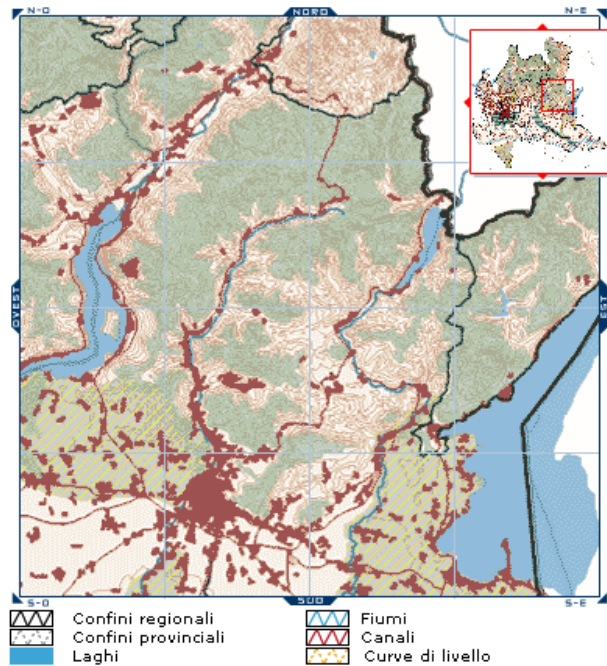 N-O NORD N-E
OVEST EST
S-O SUD S-E
Confini regionali Fiumi
Confini provinciali Canali
Laghi Curve di livello